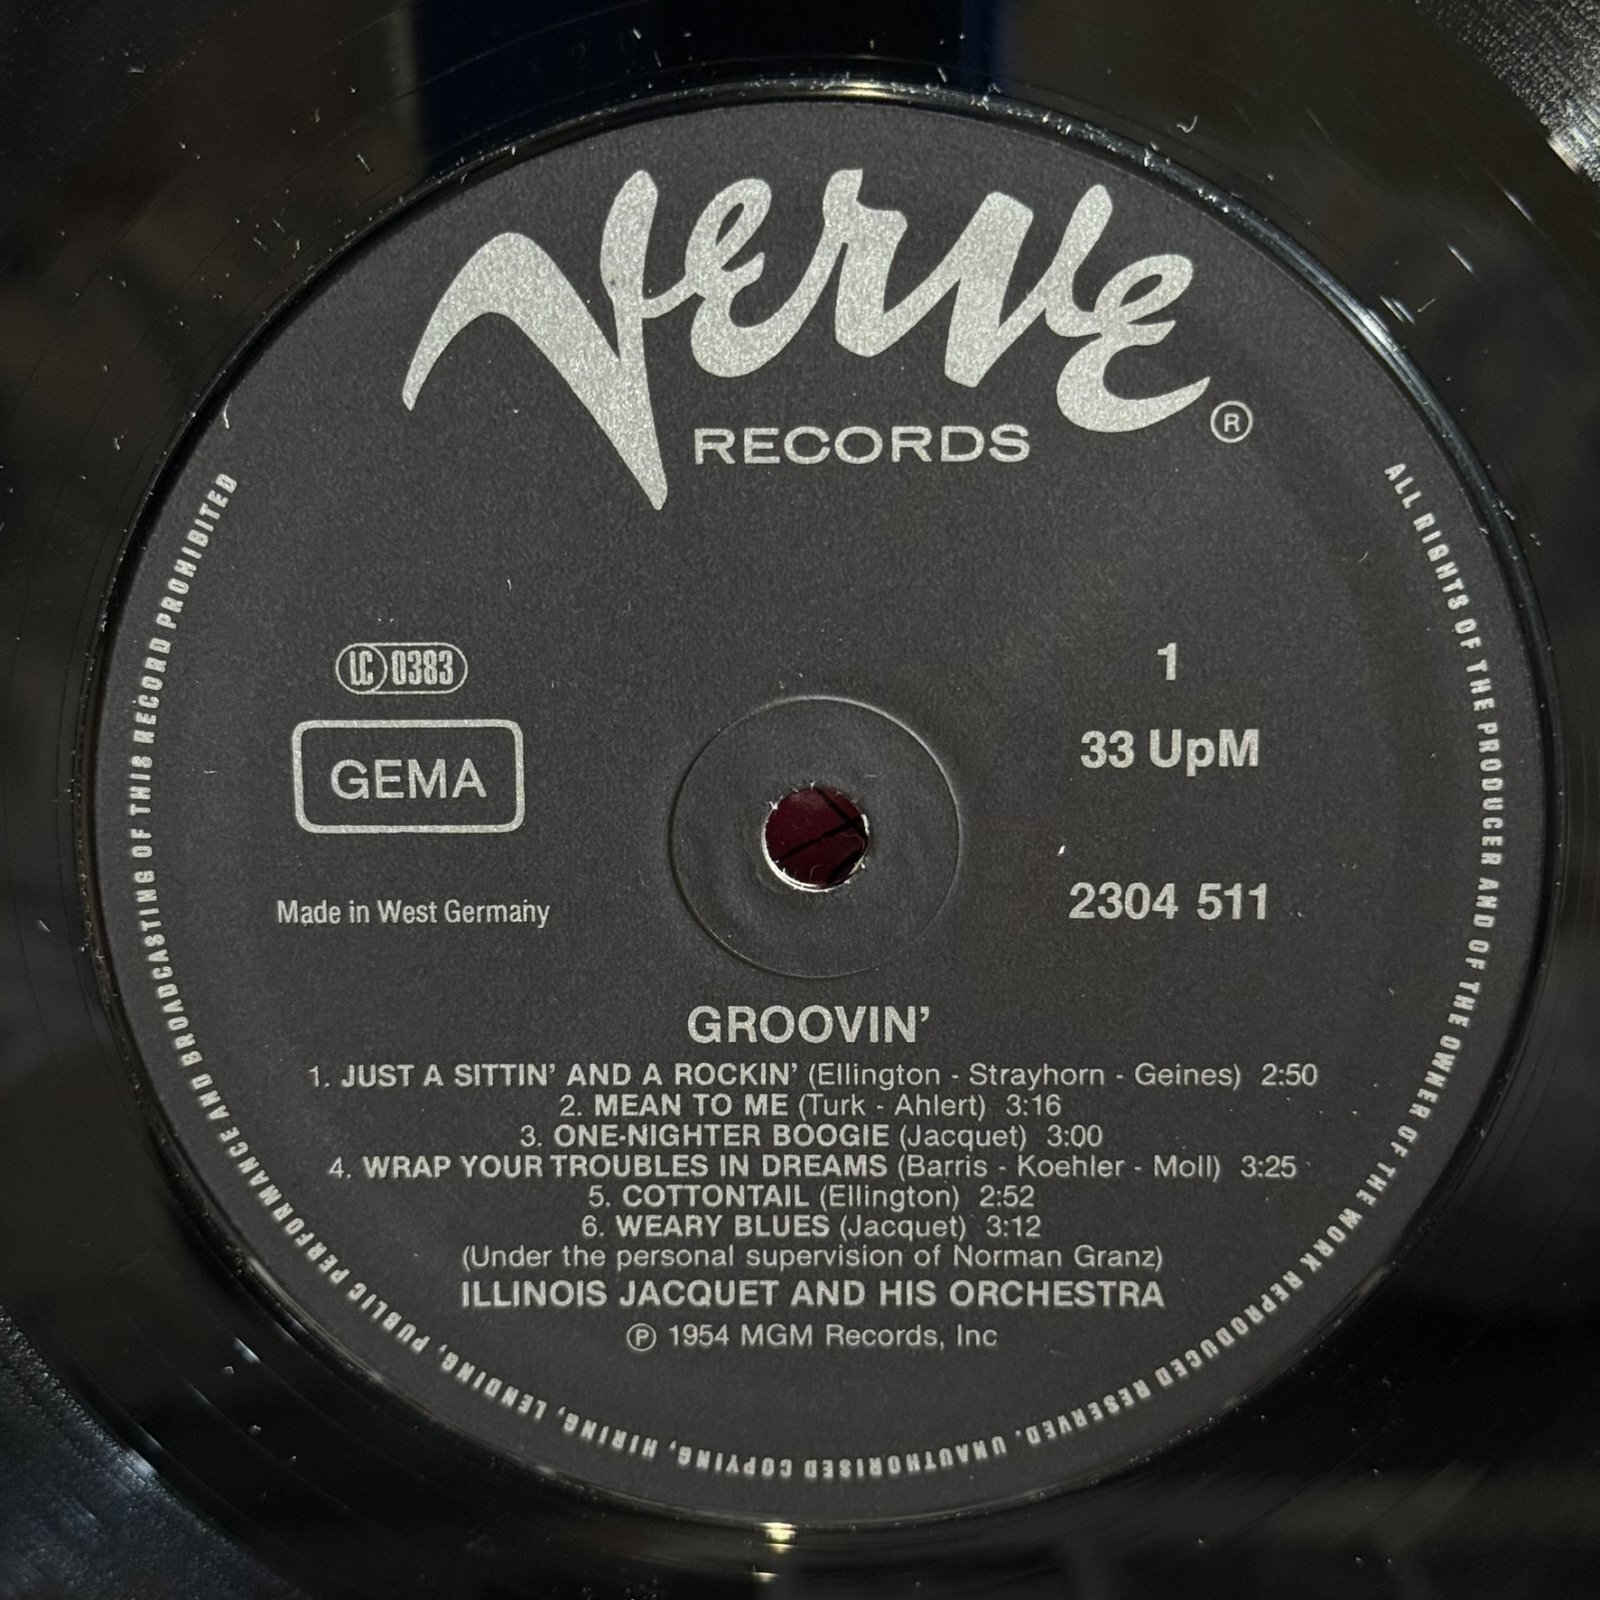 Verve
RECORDS ®
LC 0383
GEMA
Made in West Germany
1
33 UpM
2304 511
GROOVIN'
1. JUST A SITTIN' AND A ROCKIN' (Ellington - Strayhorn - Geines) 2:50
2. MEAN TO ME (Turk - Ahlert) 3:16
3. ONE-NIGHTER BOOGIE (Jacquet) 3:00
4. WRAP YOUR TROUBLES IN DREAMS (Barris - Koehler - Moll) 3:25
5. COTTONTAIL (Ellington) 2:52
6. WEARY BLUES (Jacquet) 3:12
(Under the personal supervision of Norman Granz)
ILLINOIS JACQUET AND HIS ORCHESTRA
℗ 1954 MGM Records, Inc
ALL RIGHTS OF THE PRODUCER AND OF THE OWNER OF THE WORK REPRODUCED RESERVED. UNAUTHORISED COPYING, HIRING, LENDING, PUBLIC PERFORMANCE AND BROADCASTING OF THIS RECORD PROHIBITED